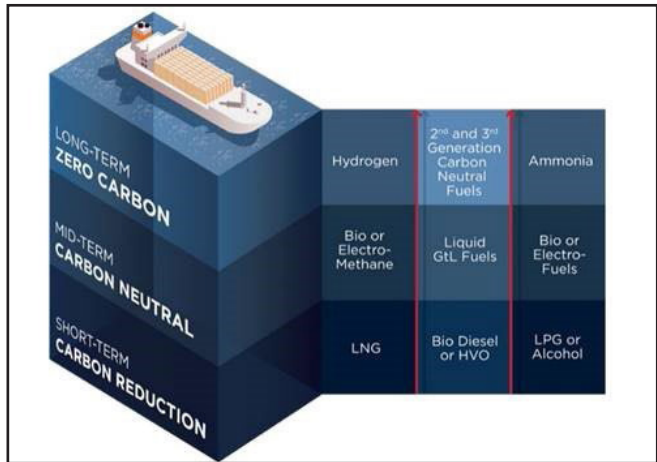 LONG-TERM
ZERO CARBON
Hydrogen
2nd and 3rd
Generation
Carbon
Neutral
Fuels
Ammonia
MID-TERM
CARBON NEUTRAL
Bio or
Electro-
Methane
Liquid
GtL Fuels
Bio or
Electro-
Fuels
SHORT-TERM
CARBON REDUCTION
LNG
Bio Diesel
or HVO
LPG or
Alcohol